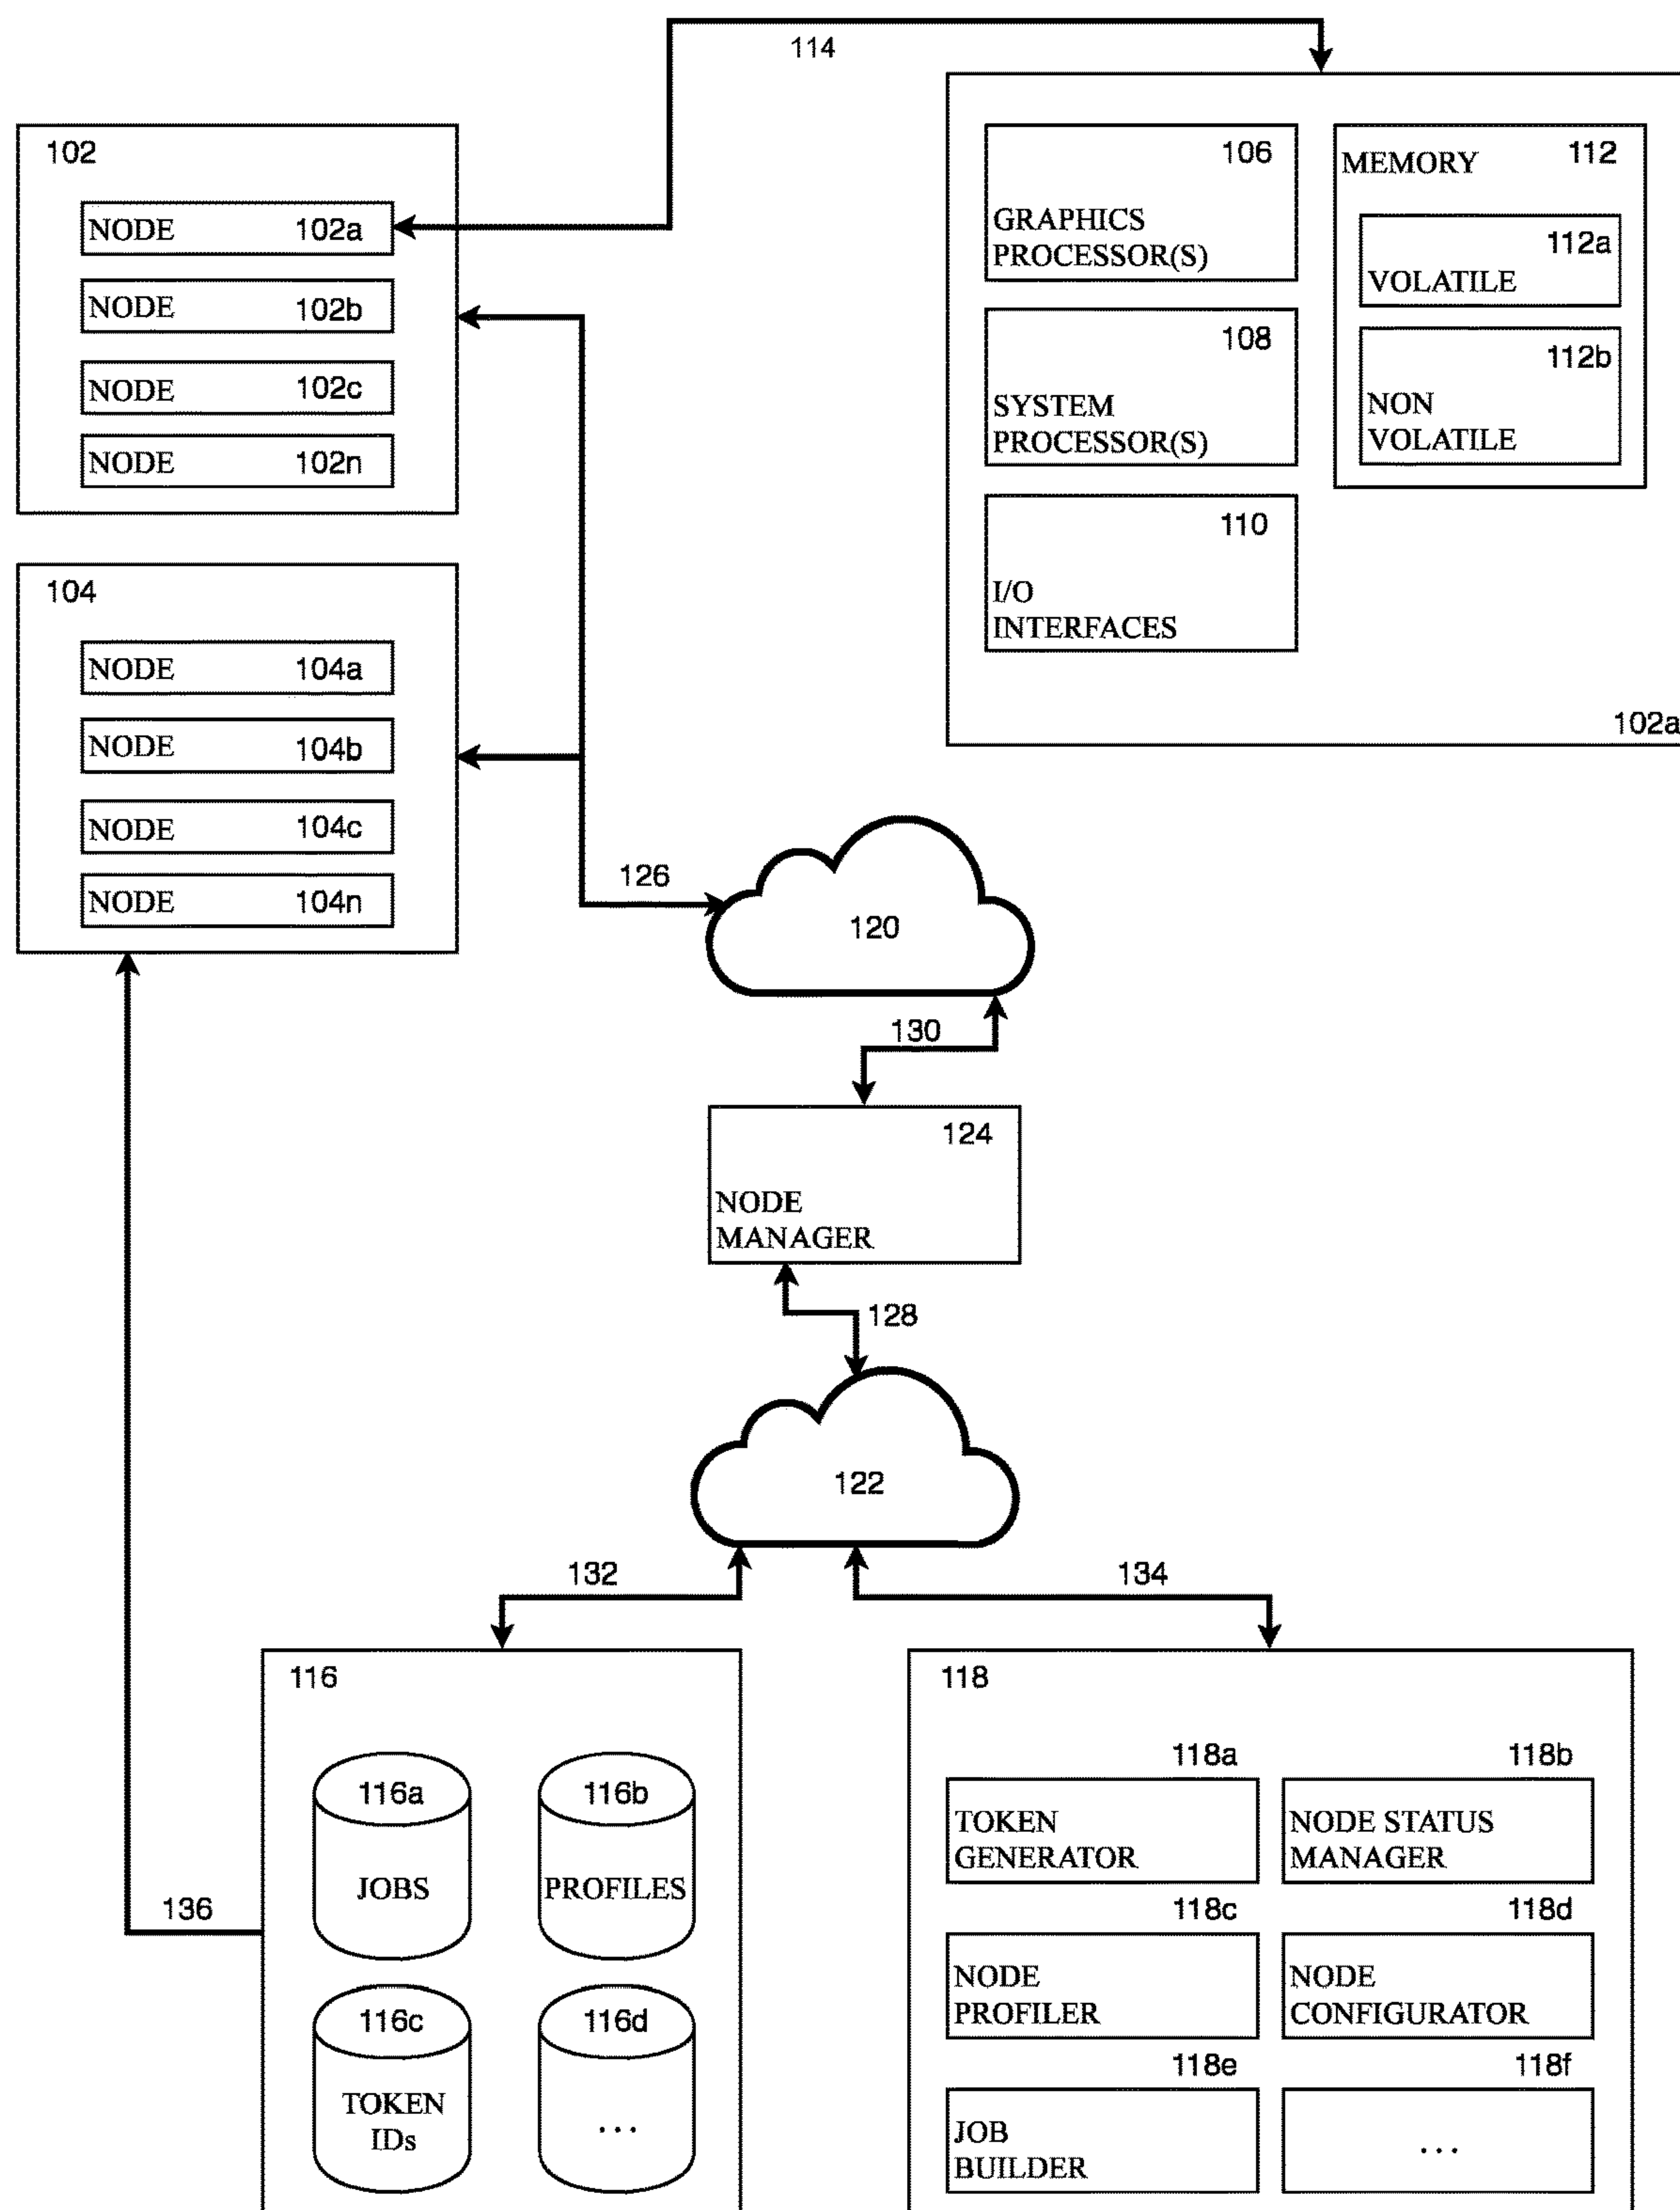 114
102
NODE 102a
NODE 102b
NODE 102c
NODE 102n
106
GRAPHICS
PROCESSOR(S)
108
SYSTEM
PROCESSOR(S)
110
I/O
INTERFACES
MEMORY 112
112a
VOLATILE
112b
NON
VOLATILE
102a
104
NODE 104a
NODE 104b
NODE 104c
NODE 104n
126
120
130
124
NODE
MANAGER
128
122
132
134
136
116
116a
JOBS
116b
PROFILES
116c
TOKEN
IDs
116d
...
118
118a
TOKEN
GENERATOR
118b
NODE STATUS
MANAGER
118c
NODE
PROFILER
118d
NODE
CONFIGURATOR
118e
JOB
BUILDER
118f
...